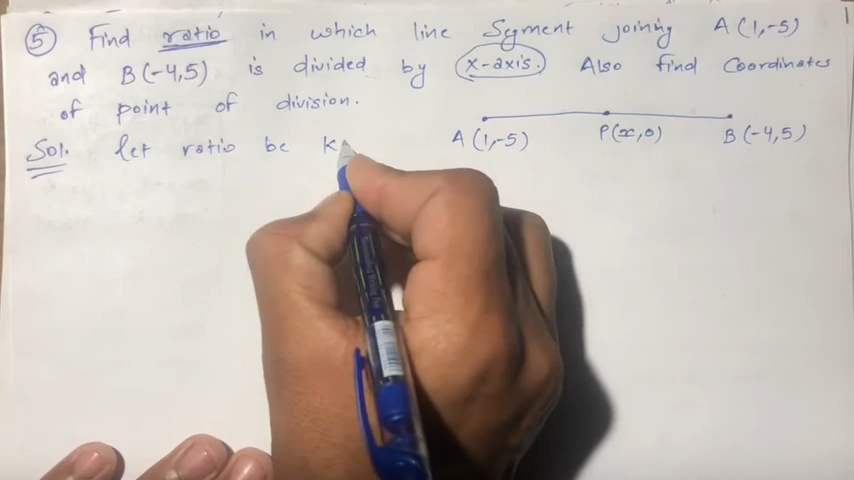 5 Find ratio in which line Segment joining A(1,-5)
and B(-4,5) is divided by x-axis. Also find Coordinates
of point of division.
Sol. let ratio be K
A(1,-5) P(x,0) B(-4,5)